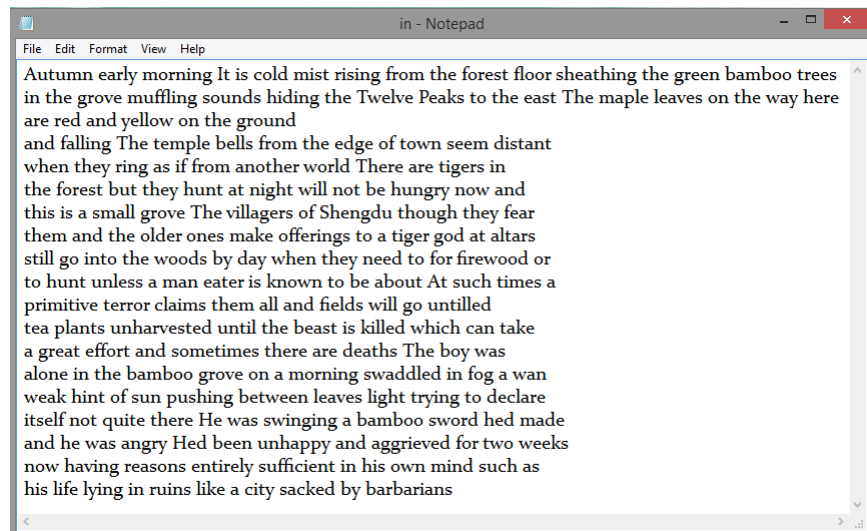 in - Notepad
File Edit Format View Help
Autumn early morning It is cold mist rising from the forest floor sheathing the green bamboo trees
in the grove muffling sounds hiding the Twelve Peaks to the east The maple leaves on the way here
are red and yellow on the ground
and falling The temple bells from the edge of town seem distant
when they ring as if from another world There are tigers in
the forest but they hunt at night will not be hungry now and
this is a small grove The villagers of Shengdu though they fear
them and the older ones make offerings to a tiger god at altars
still go into the woods by day when they need to for firewood or
to hunt unless a man eater is known to be about At such times a
primitive terror claims them all and fields will go untilled
tea plants unharvested until the beast is killed which can take
a great effort and sometimes there are deaths The boy was
alone in the bamboo grove on a morning swaddled in fog a wan
weak hint of sun pushing between leaves light trying to declare
itself not quite there He was swinging a bamboo sword hed made
and he was angry Hed been unhappy and aggrieved for two weeks
now having reasons entirely sufficient in his own mind such as
his life lying in ruins like a city sacked by barbarians